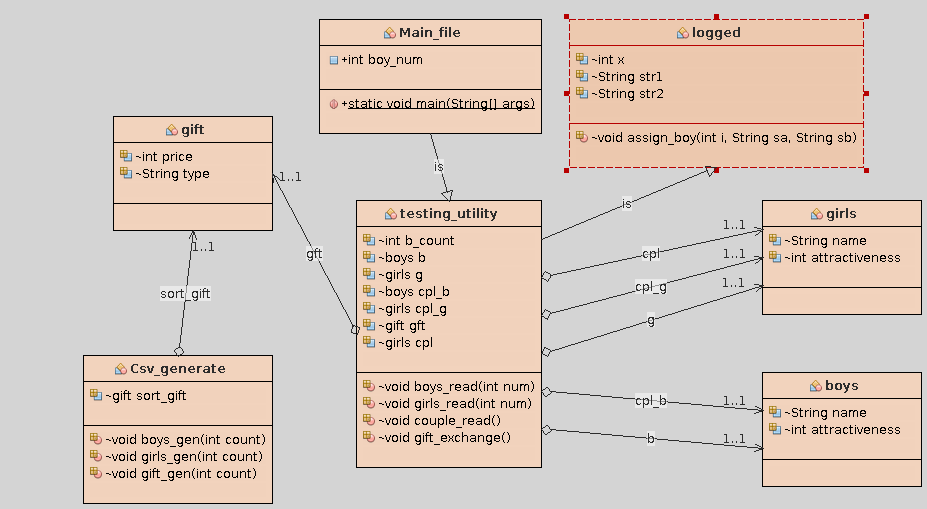 Main_file
+int boy_num
+static void main(String[] args)
logged
~int x
~String str1
~String str2
~void assign_boy(int i, String sa, String sb)
gift
~int price
~String type
is
1..1
gft
1..1
sort_gift
is
testing_utility
~int b_count
~boys b
~girls g
~boys cpl_b
~girls cpl_g
~gift gft
~girls cpl
~void boys_read(int num)
~void girls_read(int num)
~void couple_read()
~void gift_exchange()
cpl
1..1
cpl_g
1..1
g
1..1
girls
~String name
~int attractiveness
Csv_generate
~gift sort_gift
~void boys_gen(int count)
~void girls_gen(int count)
~void gift_gen(int count)
cpl_b
1..1
b
1..1
boys
~String name
~int attractiveness